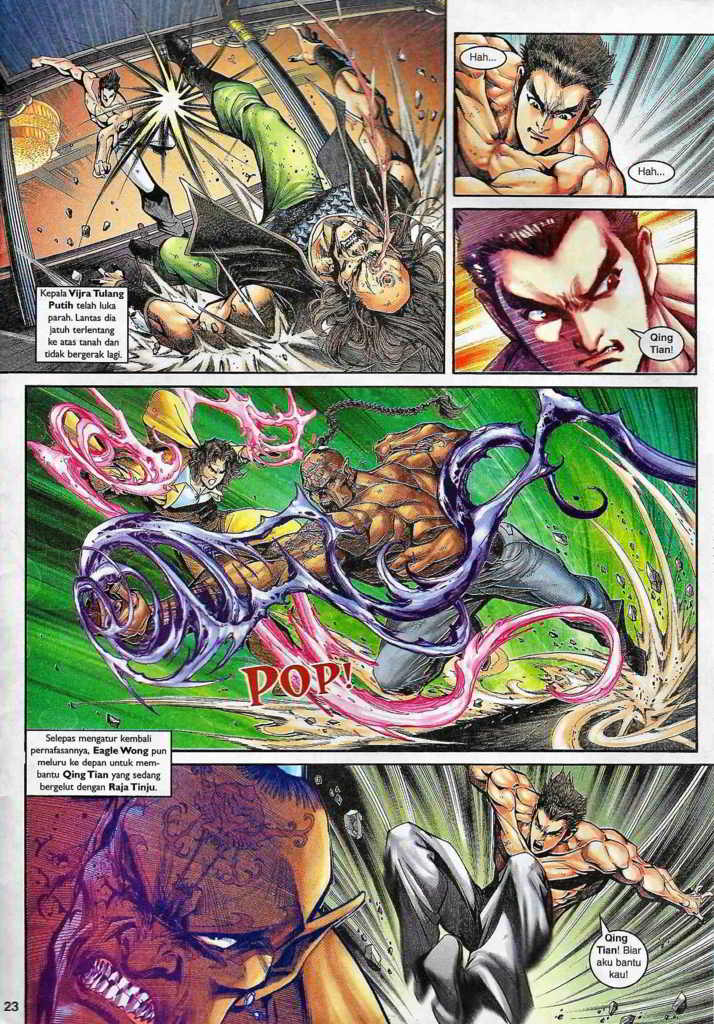 Hah...
Hah...
Kepala Vijra Tulang
Putih telah luka
parah. Lantas dia
jatuh terlentang
ke atas tanah dan
tidak bergerak lagi.
Qing
Tian!
POP!
Selepas mengatur kembali
pernafasannya, Eagle Wong pun
meluru ke depan untuk mem-
bantu Qing Tian yang sedang
bergelut dengan Raja Tinju.
Qing
Tian! Biar
aku bantu
kau!
23